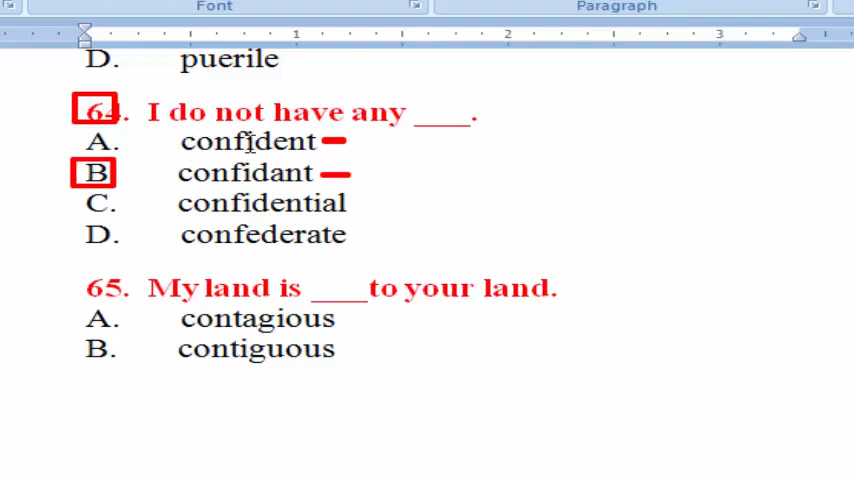 Font Paragraph
1 2 3
D. puerile
64. I do not have any ____.
A. confident
B. confidant
C. confidential
D. confederate
65. My land is ____to your land.
A. contagious
B. contiguous